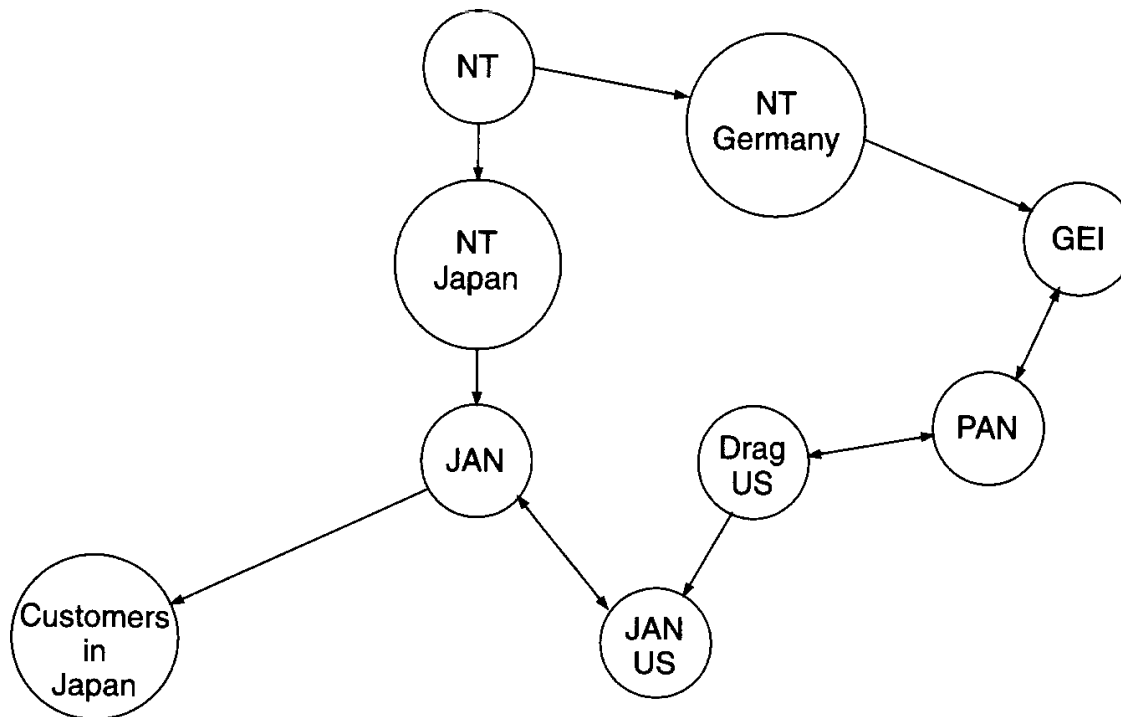 NT
NT
Germany
GEI
NT
Japan
PAN
Drag
US
JAN
JAN
US
Customers
in
Japan